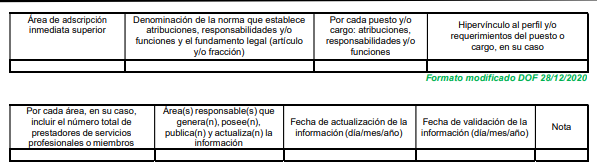 Área de adscripción
inmediata superior
Denominación de la norma que establece
atribuciones, responsabilidades y/o
funciones y el fundamento legal (artículo
y/o fracción)
Por cada puesto y/o
cargo: atribuciones,
responsabilidades y/o
funciones
Hipervínculo al perfil y/o
requerimientos del puesto o
cargo, en su caso
Formato modificado DOF 28/12/2020
Por cada área, en su caso,
incluir el número total de
prestadores de servicios
profesionales o miembros
Área(s) responsable(s) que
genera(n), posee(n),
publica(n) y actualiza(n) la
información
Fecha de actualización de la
información (día/mes/año)
Fecha de validación de la
información (día/mes/año)
Nota